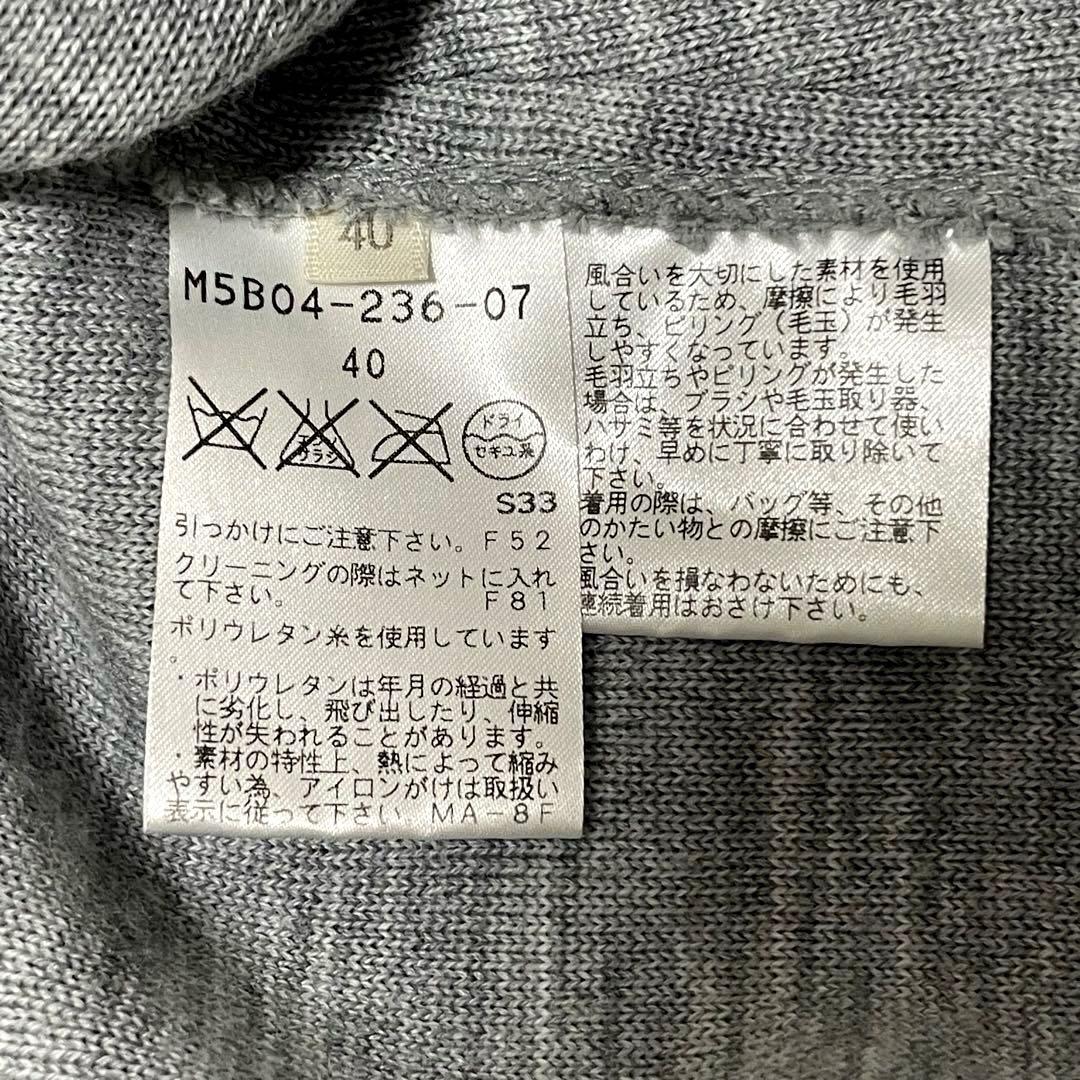 40
M5B04-236-07
40
エンソ
サラシ
ドライ
セキユ系
S33
引っかけにご注意下さい。F52
クリーニングの際はネットに入れ
て下さい。 F81
ポリウレタン糸を使用しています
。
・ポリウレタンは年月の経過と共
に劣化し、飛び出したり、伸縮
性が失われることがあります。
・素材の特性上、熱によって縮み
やすい為、アイロンがけは取扱い
表示に従って下さい。MA-8F
風合いを大切にした素材を使用
しているため、摩擦により毛羽
立ち、ピリング(毛玉)が発生
しやすくなっています。
毛羽立ちやピリングが発生した
場合は、ブラシや毛玉取り器、
ハサミ等を状況に合わせて使い
わけ、早めに丁寧に取り除いて
下さい。
着用の際は、バッグ等、その他
のかたい物との摩擦にご注意下
さい。
風合いを損なわないためにも、
連続着用はおさけ下さい。